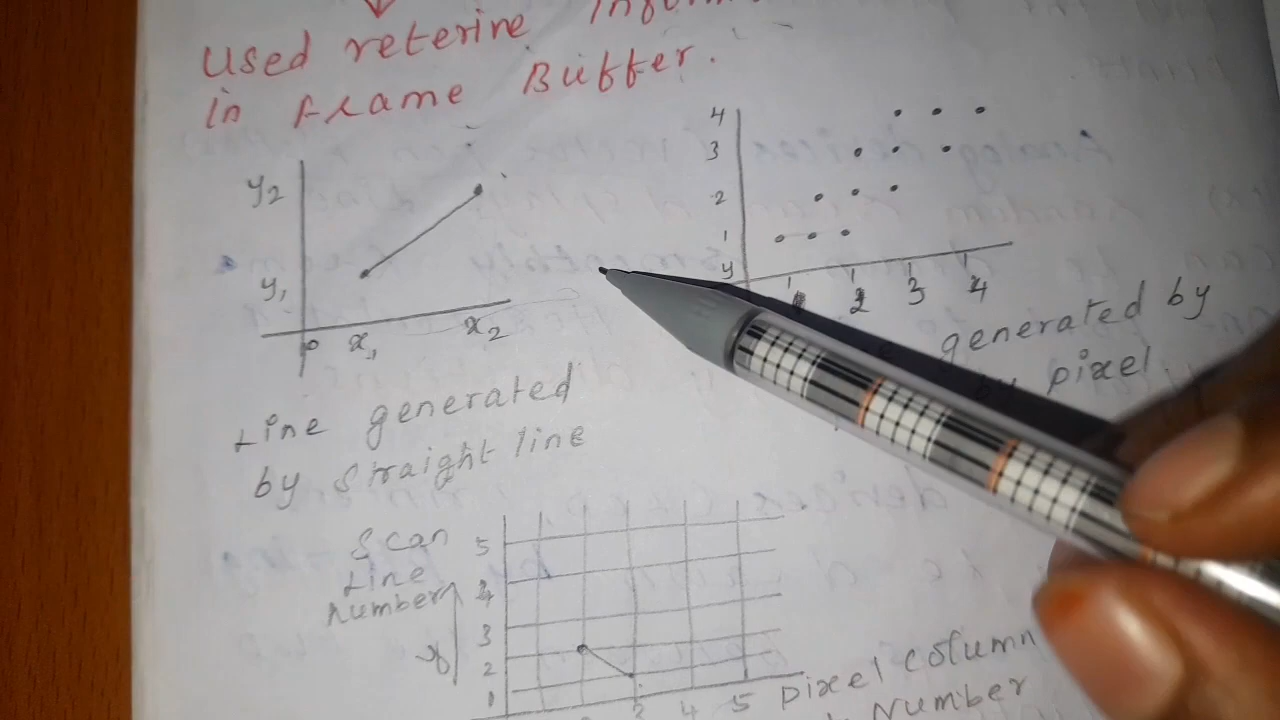 Used reterive Inform
in Frame Buffer.
y2
y1
0 x1 x2
Line generated
by straight line
4
3
2
1
y
2 3 4
generated by
by pixel.
Scan
Line
Number
5
4
3
2
1
4 5 pixel column
Number